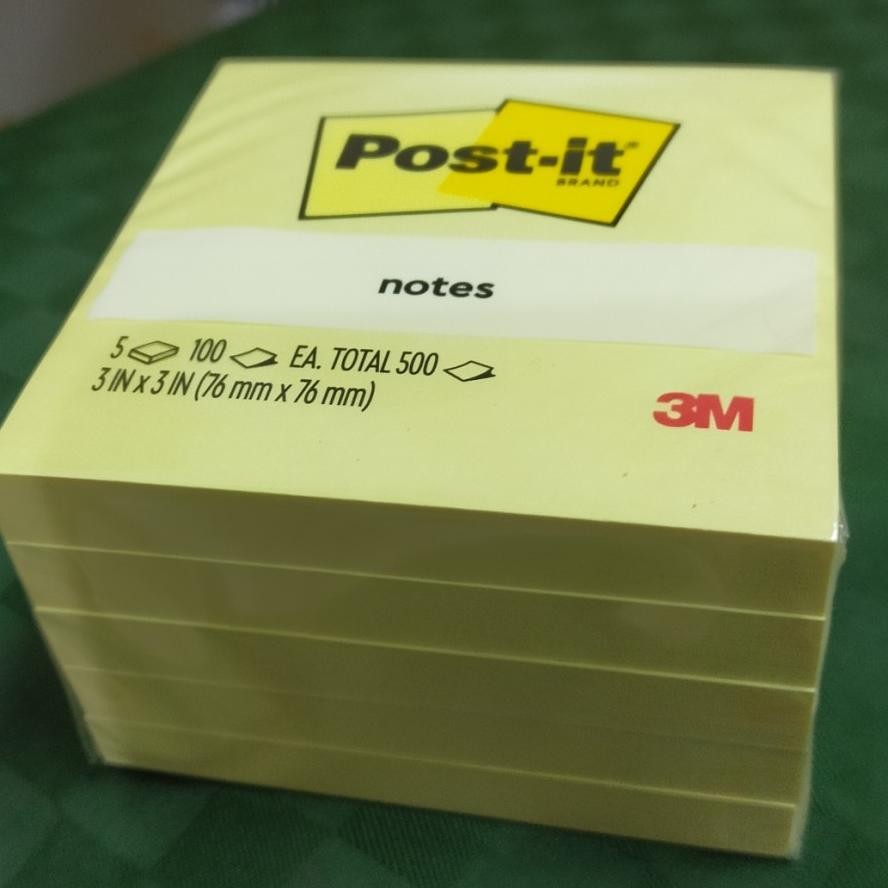 Post-it®
BRAND
notes
5 100 EA. TOTAL 500
3 IN x 3 IN (76 mm x 76 mm)
3M